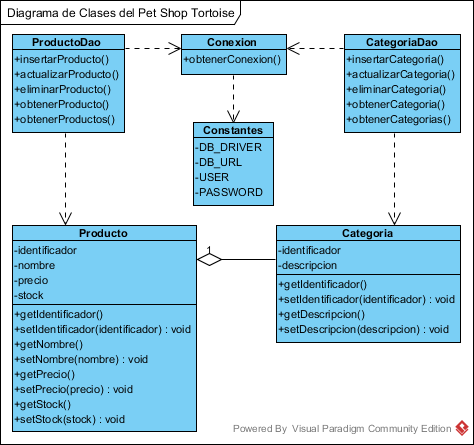 Diagrama de Clases del Pet Shop Tortoise
ProductoDao
+insertarProducto()
+actualizarProducto()
+eliminarProducto()
+obtenerProducto()
+obtenerProductos()
Conexion
+obtenerConexion()
CategoriaDao
+insertarCategoria()
+actualizarCategoria()
+eliminarCategoria()
+obtenerCategoria()
+obtenerCategorias()
Constantes
-DB_DRIVER
-DB_URL
-USER
-PASSWORD
Producto
-identificador
-nombre
-precio
-stock
+getIdentificador()
+setIdentificador(identificador) : void
+getNombre()
+setNombre(nombre) : void
+getPrecio()
+setPrecio(precio) : void
+getStock()
+setStock(stock) : void
1
Categoria
-identificador
-descripcion
+getIdentificador()
+setIdentificador(identificador) : void
+getDescripcion()
+setDescripcion(descripcion) : void
Powered By Visual Paradigm Community Edition